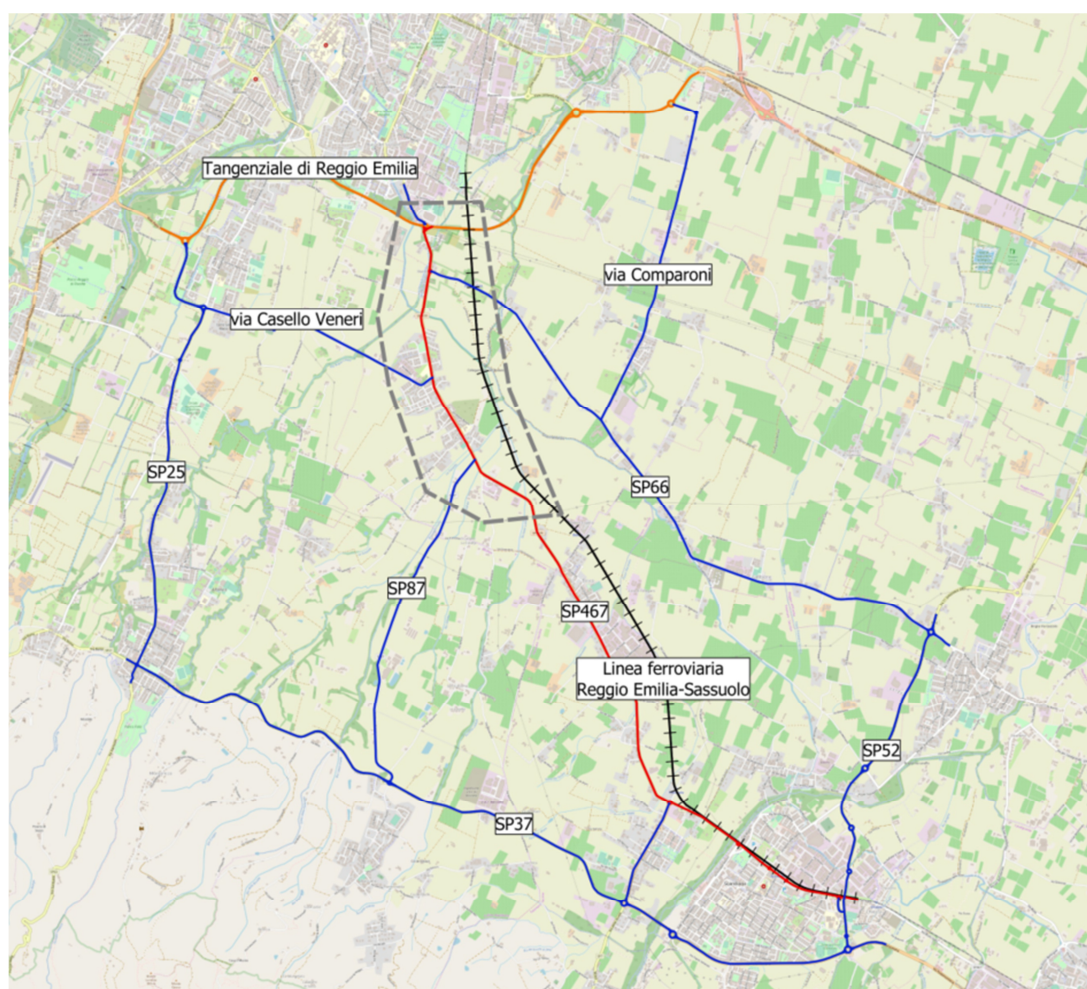 Tangenziale di Reggio Emilia
via Comparoni
via Casello Veneri
SP25
SP66
SP87
SP467
Linea ferroviaria
Reggio Emilia-Sassuolo
SP52
SP37